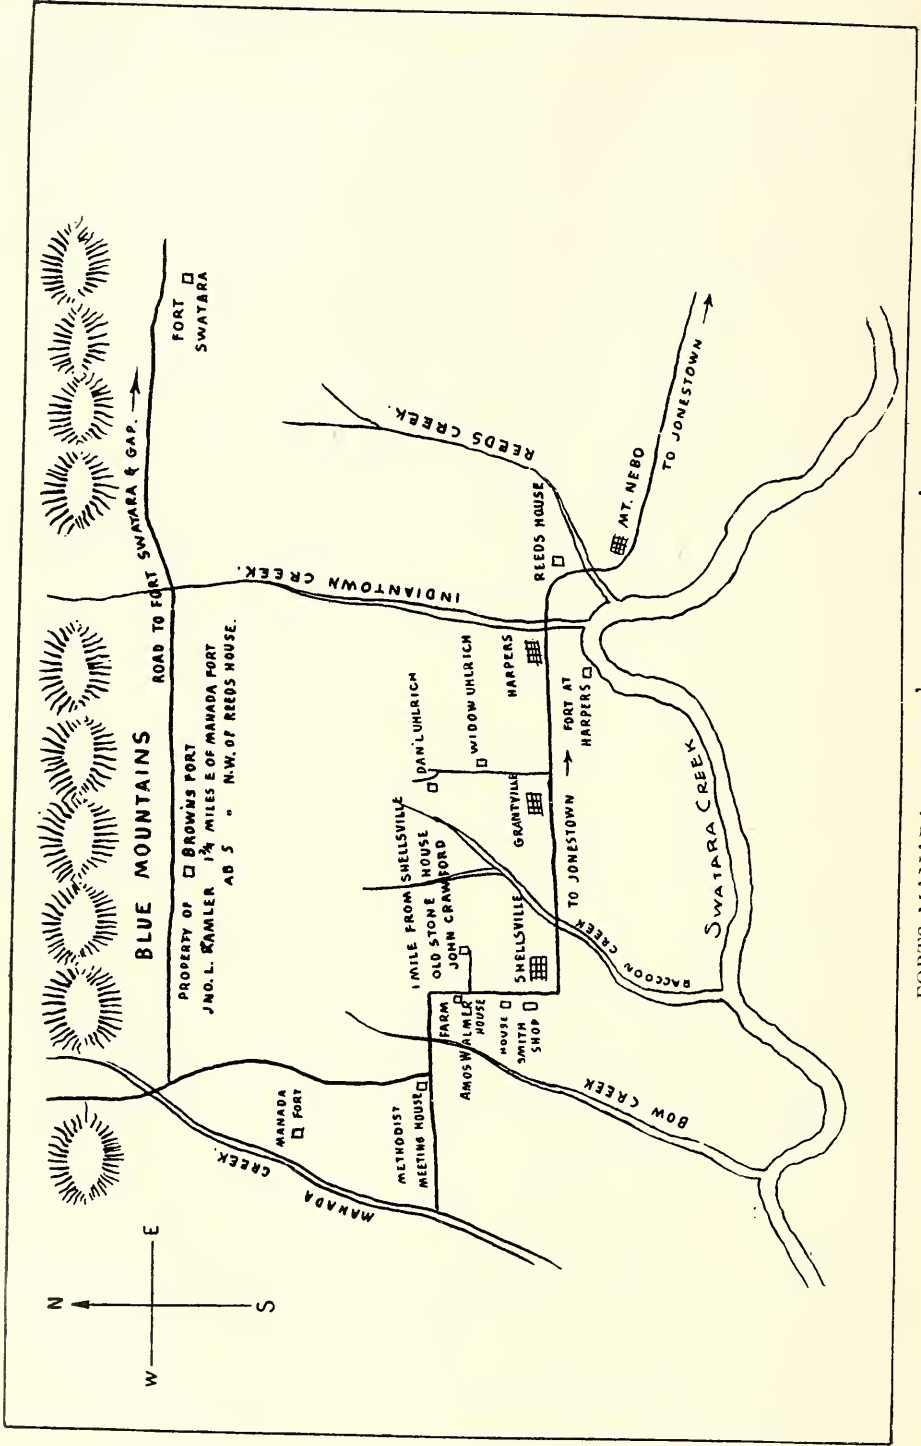 N
W
E
S
BLUE MOUNTAINS
ROAD TO FORT SWATARA & GAP.
FORT
SWATARA
PROPERTY OF
BROWNS FORT
JNO. L. RAMLER 1¾ MILES E OF MANADA FORT
AB 5 " N.W. OF REEDS HOUSE.
MANADA
FORT
MANADA
CREEK.
METHODIST
MEETING HOUSE
INDIANTOWN CREEK.
REEDS CREEK.
1 MILE FROM SHELLSVILLE
OLD STONE HOUSE
JOHN CRAWFORD
FARM
AMOS WALMER
HOUSE
HOUSE
SMITH
SHOP
SHELLSVILLE
DAN'L UHLRICH
WIDOW UHLRICH
GRANTVILLE
HARPERS
REEDS HOUSE
MT. NEBO
TO JONESTOWN
TO JONESTOWN
FORT AT
HARPERS
RACCOON CREEK
BOW CREEK
SWATARA CREEK